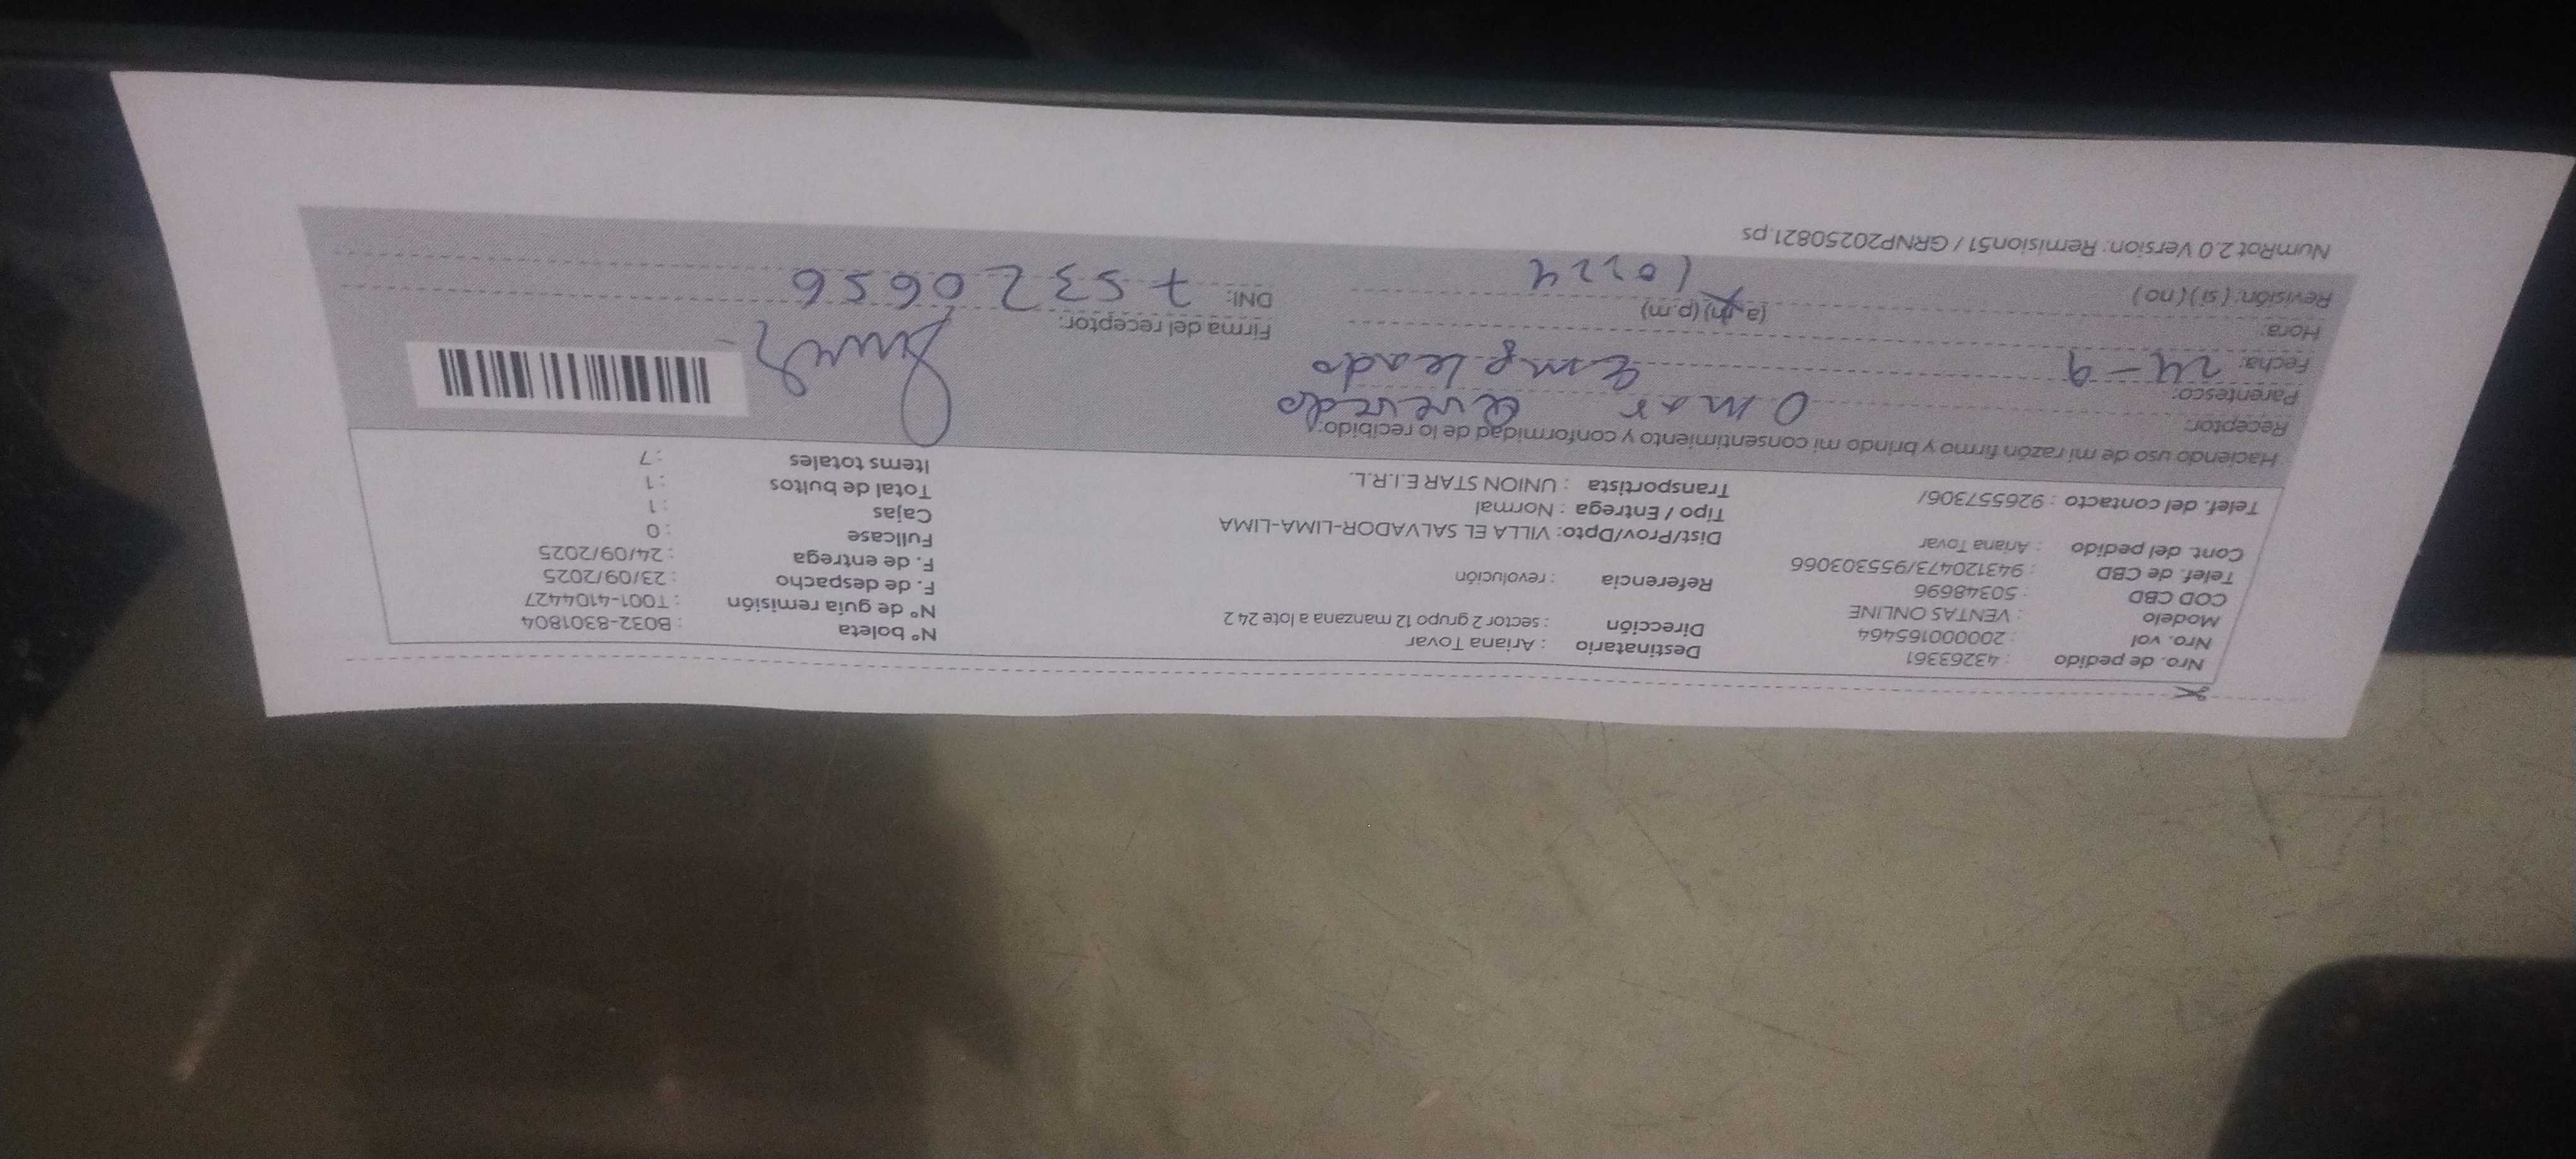 Nro. de pedido : 43263361
Nro. vol : 200000165464
Modelo : VENTAS ONLINE
COD CBD : 50348696
Telef. de CBD : 943120473/955303066
Cont. del pedido : Ariana Tovar
Telef. del contacto : 926557306/
Destinatario : Ariana Tovar
Dirección : sector 2 grupo 12 manzana a lote 24 2
Referencia : revolución
Dist/Prov/Dpto: VILLA EL SALVADOR-LIMA-LIMA
Tipo / Entrega : Normal
Transportista : UNION STAR E.I.R.L.
N° boleta : B032-8301804
N° de guía remisión : T001-4104427
F. de despacho : 23/09/2025
F. de entrega : 24/09/2025
Fullcase : 0
Cajas : 1
Total de bultos : 1
Items totales : 7
Haciendo uso de mi razón firmo y brindo mi consentimiento y conformidad de lo recibido:
Receptor: Omar
Parentesco: Empleado
Fecha: 24-9
Hora: (a.m) (p.m)
Revisión: ( si ) ( no ) 10:24
Firma del receptor:
DNI: 75320656
NumRot 2.0 Version: Remision51 / GRNP20250821.ps